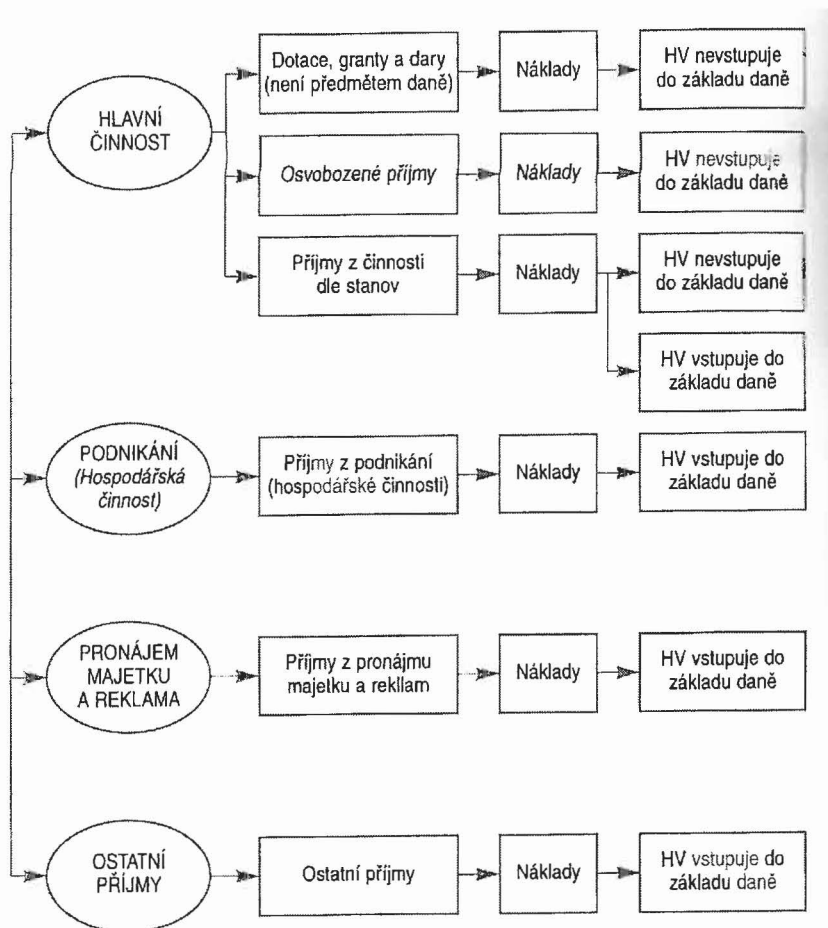 Dotace, granty a dary
(není předmětem daně)
Náklady
HV nevstupuje
do základu daně
HLAVNÍ
ČINNOST
Osvobozené příjmy
Náklady
HV nevstupuje
do základu daně
Příjmy z činnosti
dle stanov
Náklady
HV nevstupuje
do základu daně
HV vstupuje do
základu daně
PODNIKÁNÍ
(Hospodářská
činnost)
Příjmy z podnikání
(hospodářské činnosti)
Náklady
HV vstupuje do
základu daně
PRONÁJEM
MAJETKU
A REKLAMA
Příjmy z pronájmu
majetku a rekllam
Náklady
HV vstupuje do
základu daně
OSTATNÍ
PŘÍJMY
Ostatní příjmy
Náklady
HV vstupuje do
základu daně